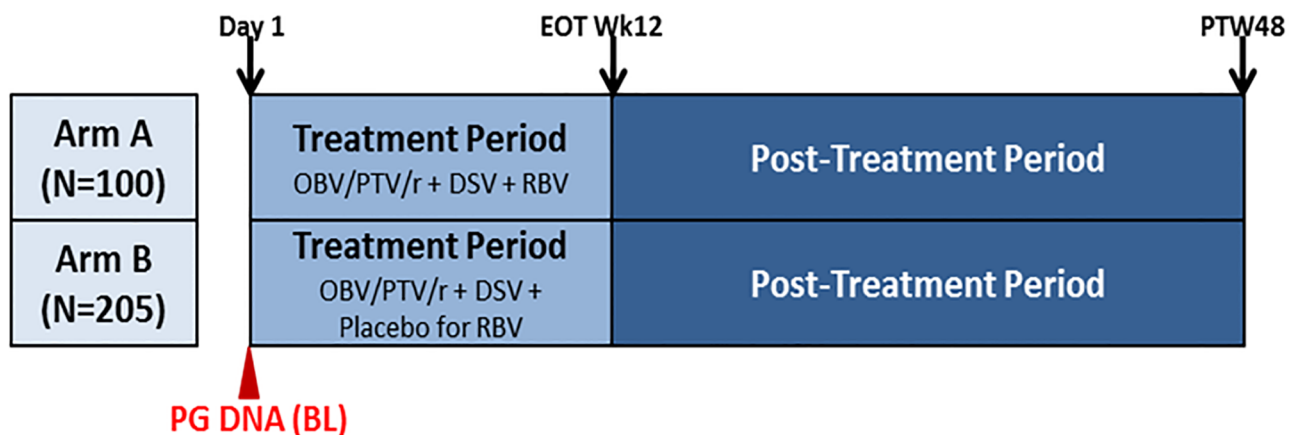 Day 1
EOT Wk12
PTW48
Arm A
(N=100)
Treatment Period
OBV/PTV/r + DSV + RBV
Post-Treatment Period
Arm B
(N=205)
Treatment Period
OBV/PTV/r + DSV +
Placebo for RBV
Post-Treatment Period
PG DNA (BL)